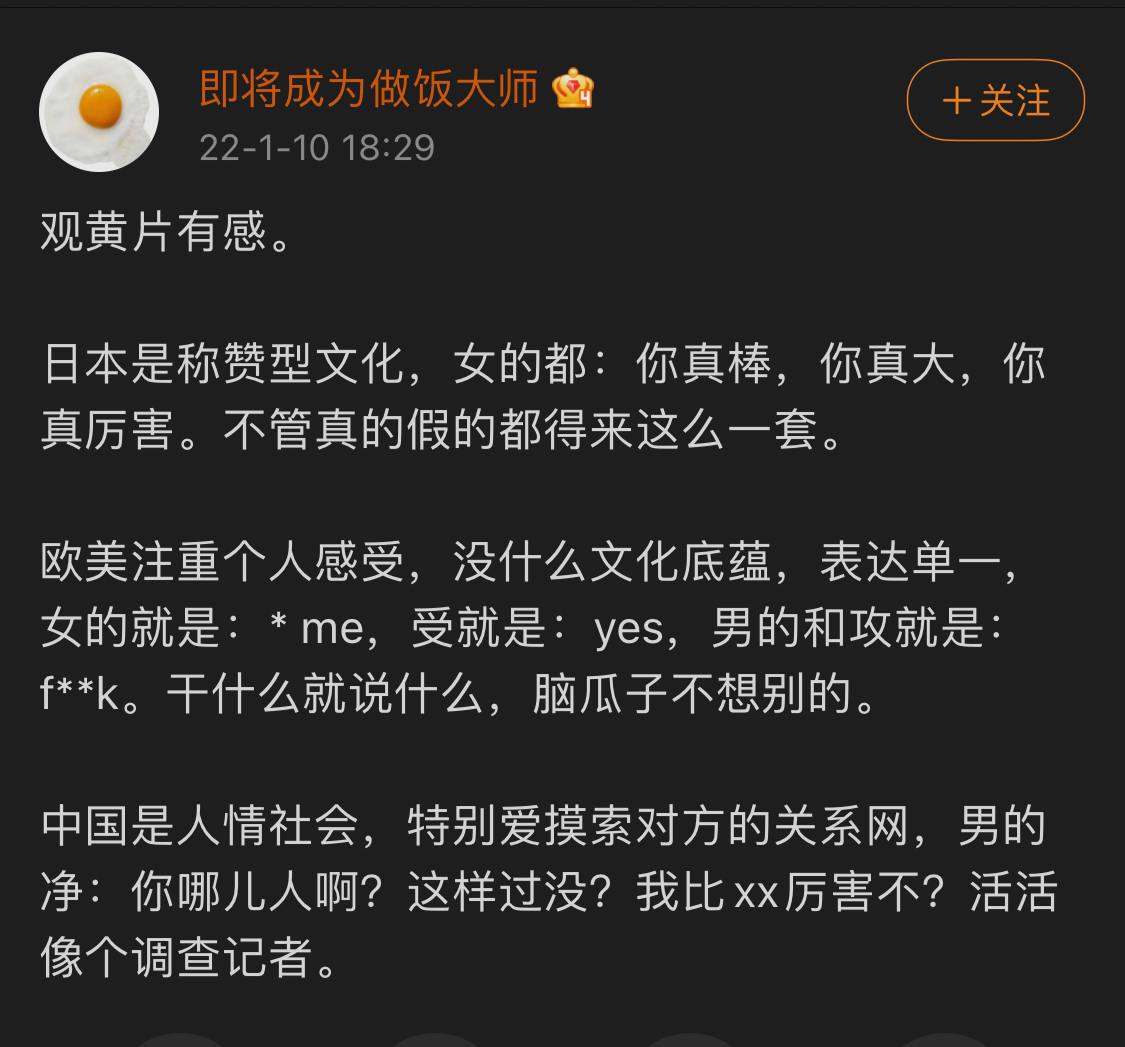 即将成为做饭大师 4
22-1-10 18:29
+关注
观黄片有感。
日本是称赞型文化，女的都：你真棒，你真大，你
真厉害。不管真的假的都得来这么一套。
欧美注重个人感受，没什么文化底蕴，表达单一，
女的就是：* me，受就是：yes，男的和攻就是：
f**k。干什么就说什么，脑瓜子不想别的。
中国是人情社会，特别爱摸索对方的关系网，男的
净：你哪儿人啊？这样过没？我比xx厉害不？活活
像个调查记者。